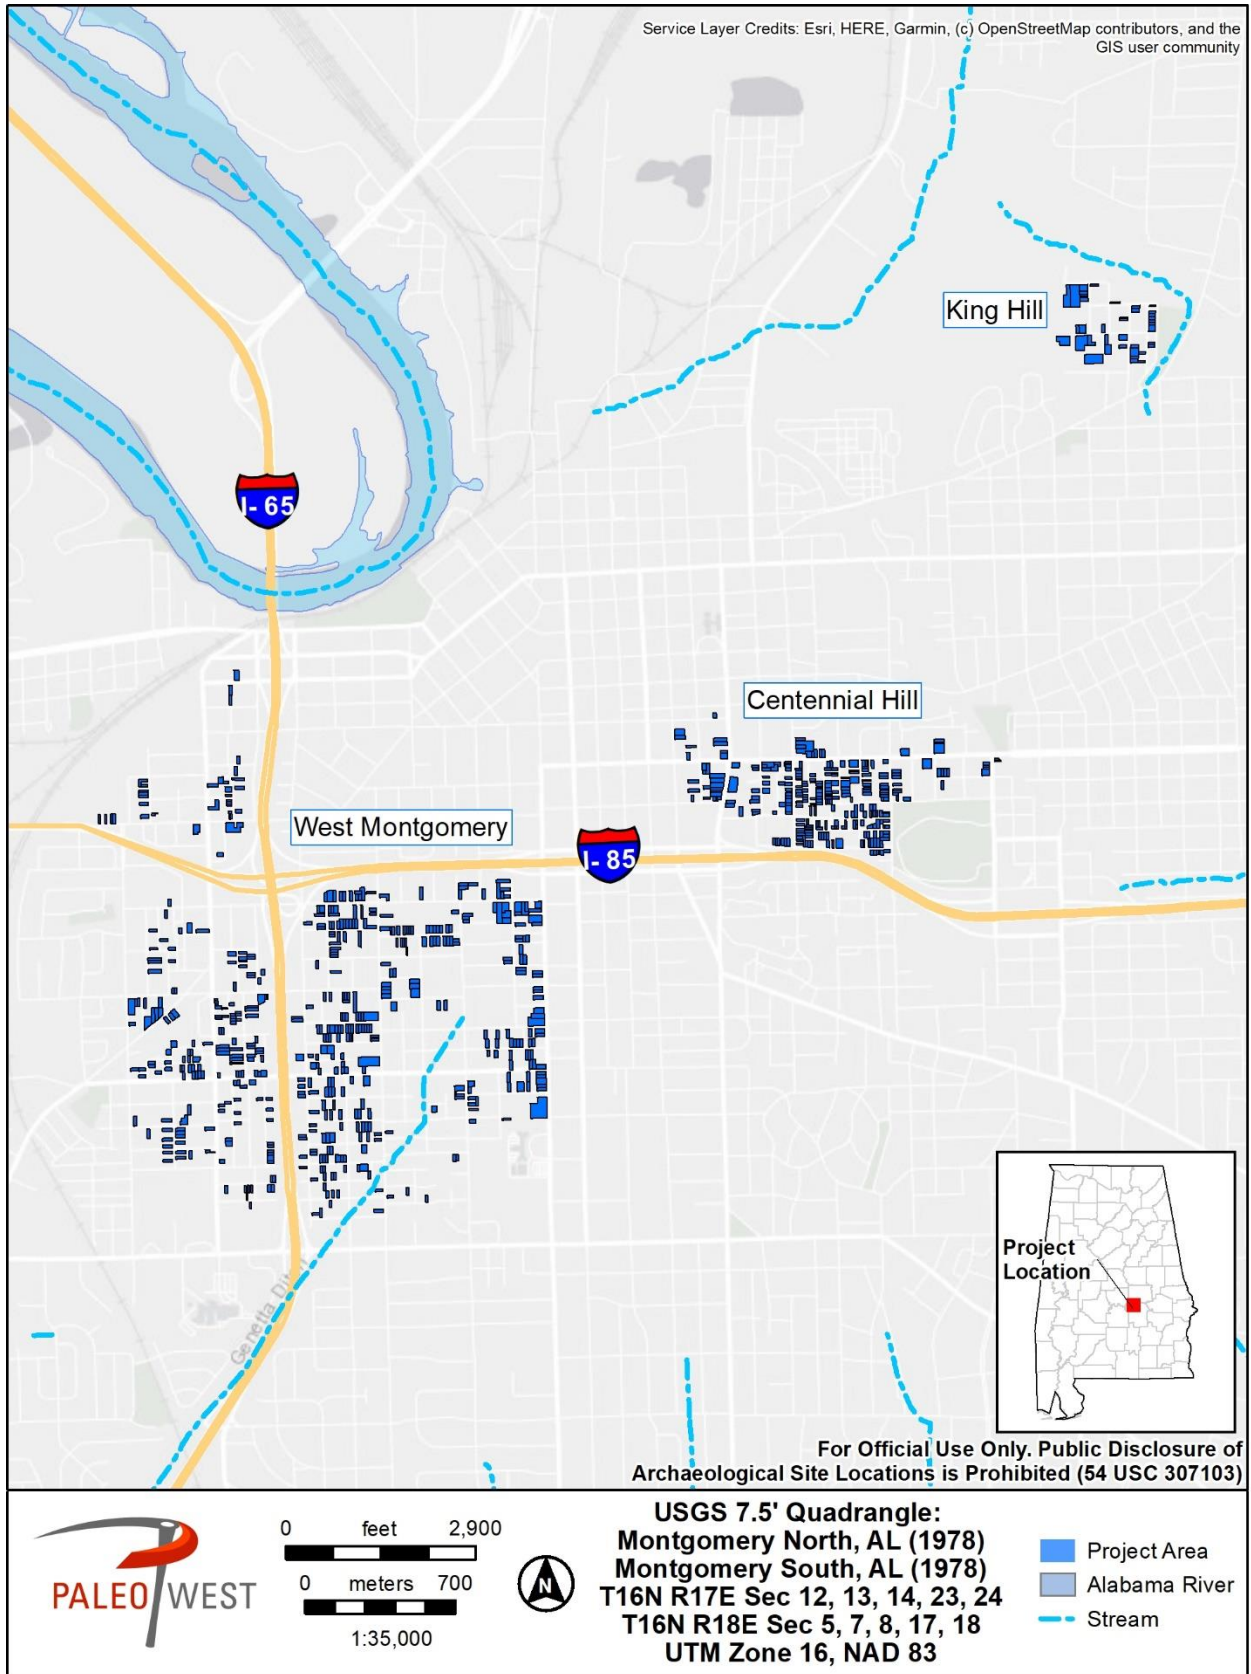 Service Layer Credits: Esri, HERE, Garmin, (c) OpenStreetMap contributors, and the
GIS user community
King Hill
I- 65
Centennial Hill
West Montgomery
I- 85
Project
Location
Genetta Ditch
For Official Use Only. Public Disclosure of
Archaeological Site Locations is Prohibited (54 USC 307103)
PALEO WEST
0 feet 2,900
0 meters 700
1:35,000
N
USGS 7.5' Quadrangle:
Montgomery North, AL (1978)
Montgomery South, AL (1978)
T16N R17E Sec 12, 13, 14, 23, 24
T16N R18E Sec 5, 7, 8, 17, 18
UTM Zone 16, NAD 83
Project Area
Alabama River
Stream